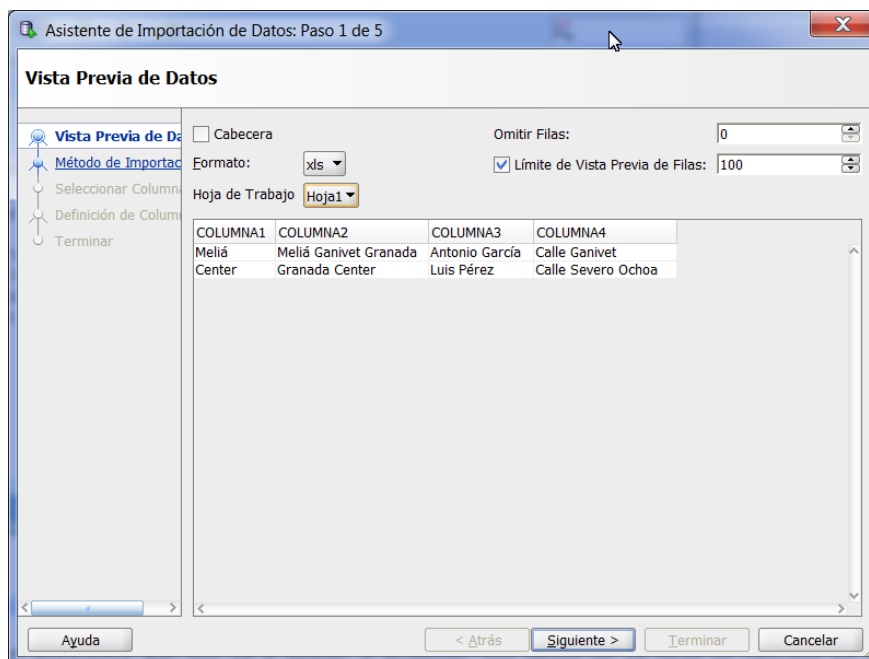 Asistente de Importación de Datos: Paso 1 de 5
Vista Previa de Datos
Vista Previa de Da
Método de Importac
Seleccionar Column
Definición de Colum
Terminar
Cabecera
Omitir Filas: 0
Formato: xls
Límite de Vista Previa de Filas: 100
Hoja de Trabajo Hoja1
COLUMNA1 COLUMNA2 COLUMNA3 COLUMNA4
Meliá Meliá Ganivet Granada Antonio García Calle Ganivet
Center Granada Center Luis Pérez Calle Severo Ochoa
Ayuda < Atrás Siguiente > Terminar Cancelar